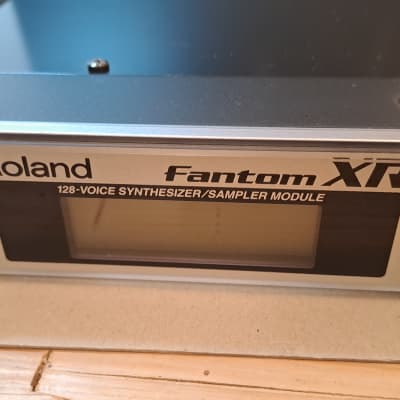 Roland Fantom XR
128-VOICE SYNTHESIZER/SAMPLER MODULE